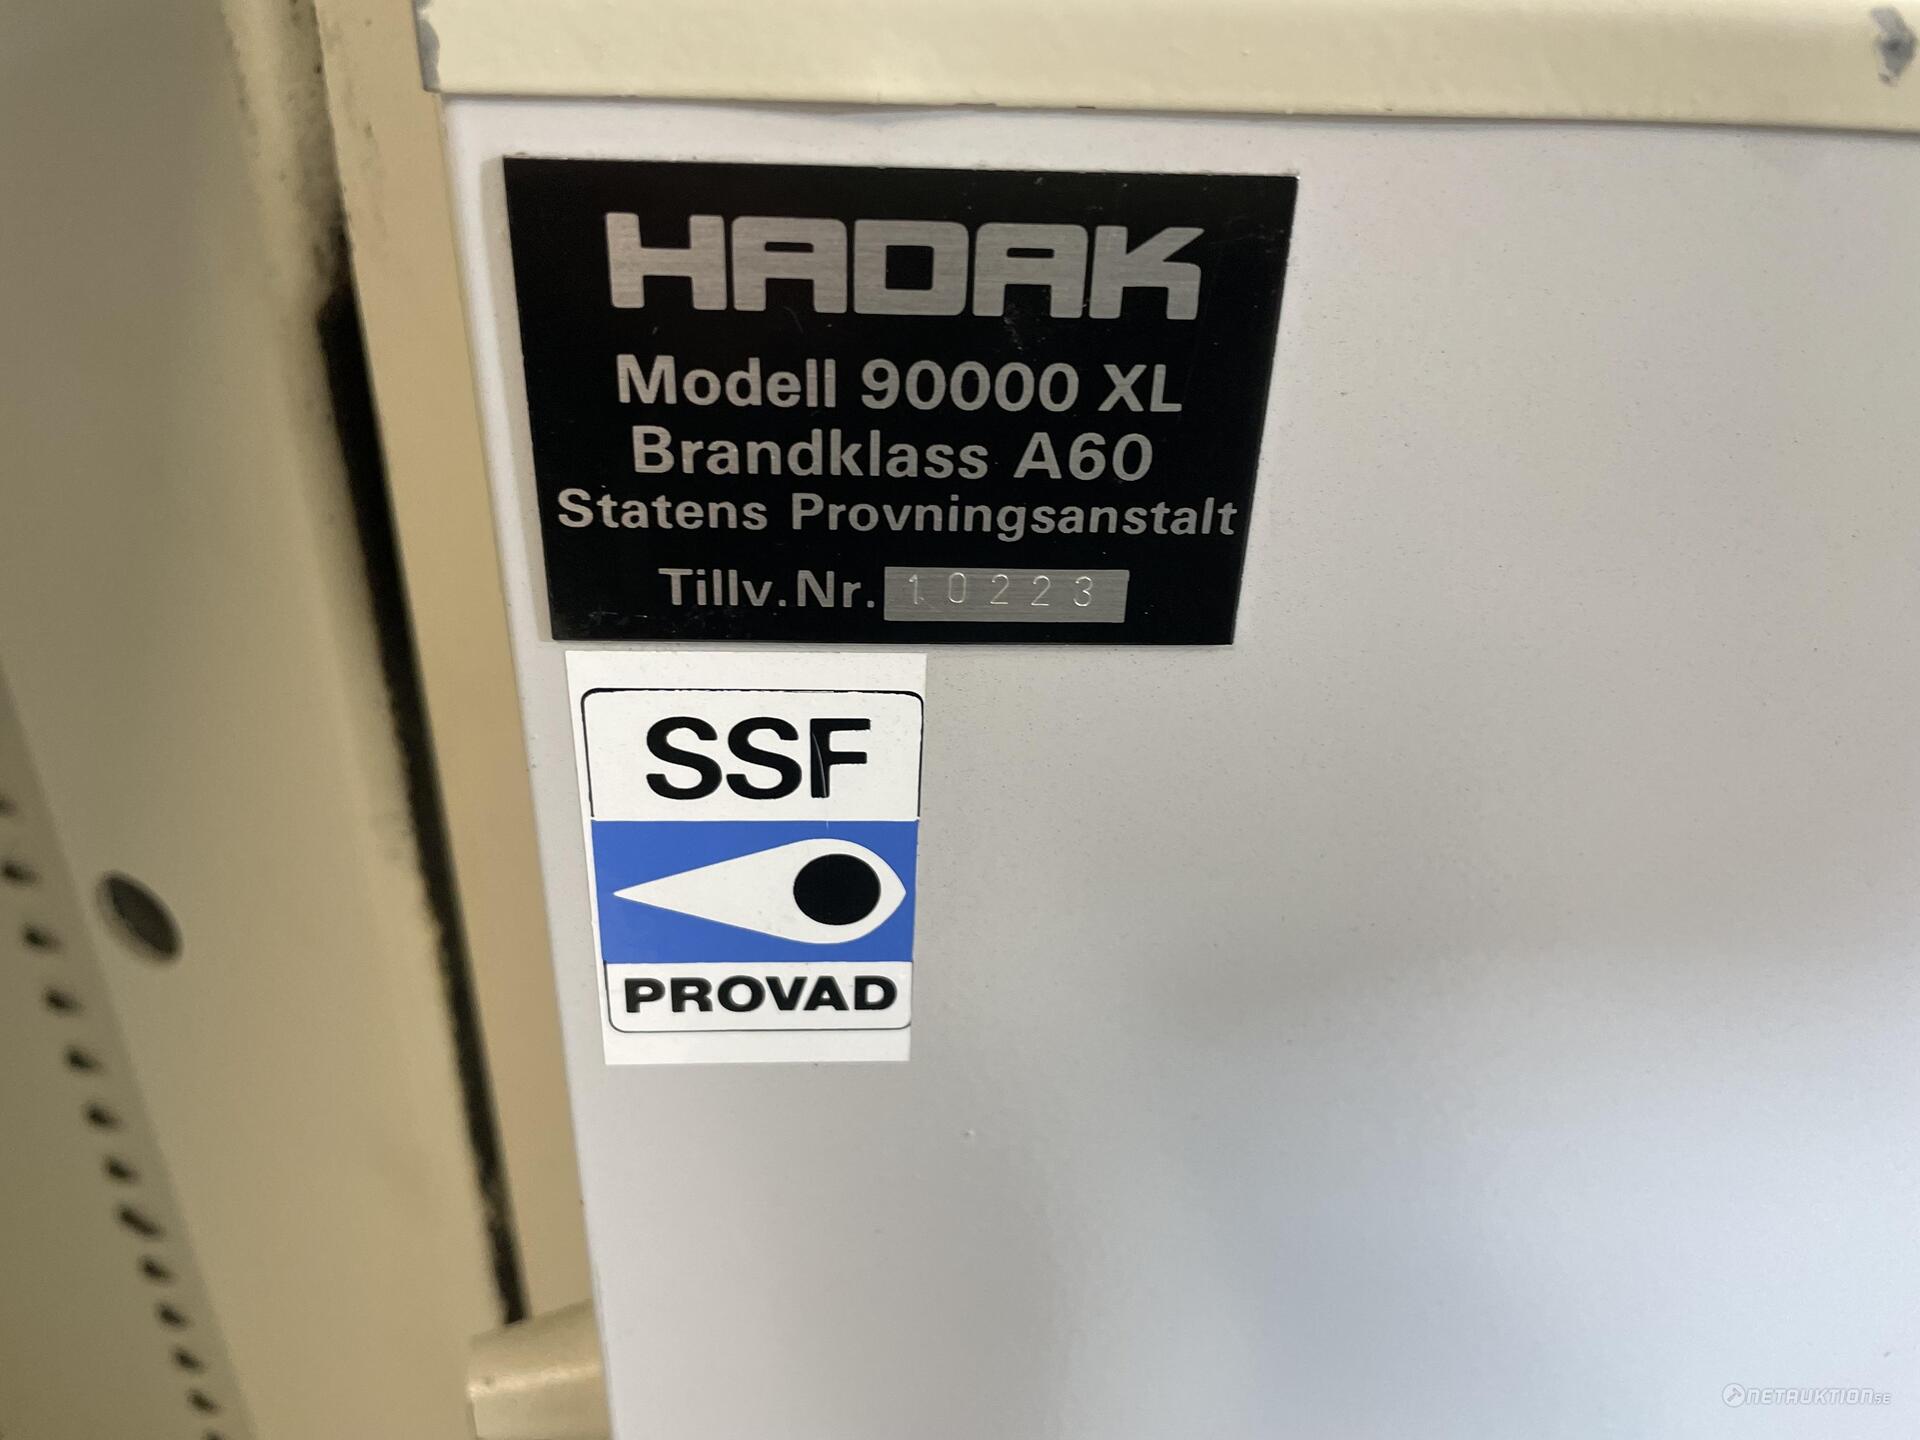 HADAK
Modell 90000 XL
Brandklass A60
Statens Provningsanstalt
Tillv.Nr. 10223
SSF
PROVAD
NETAUKTION.SE